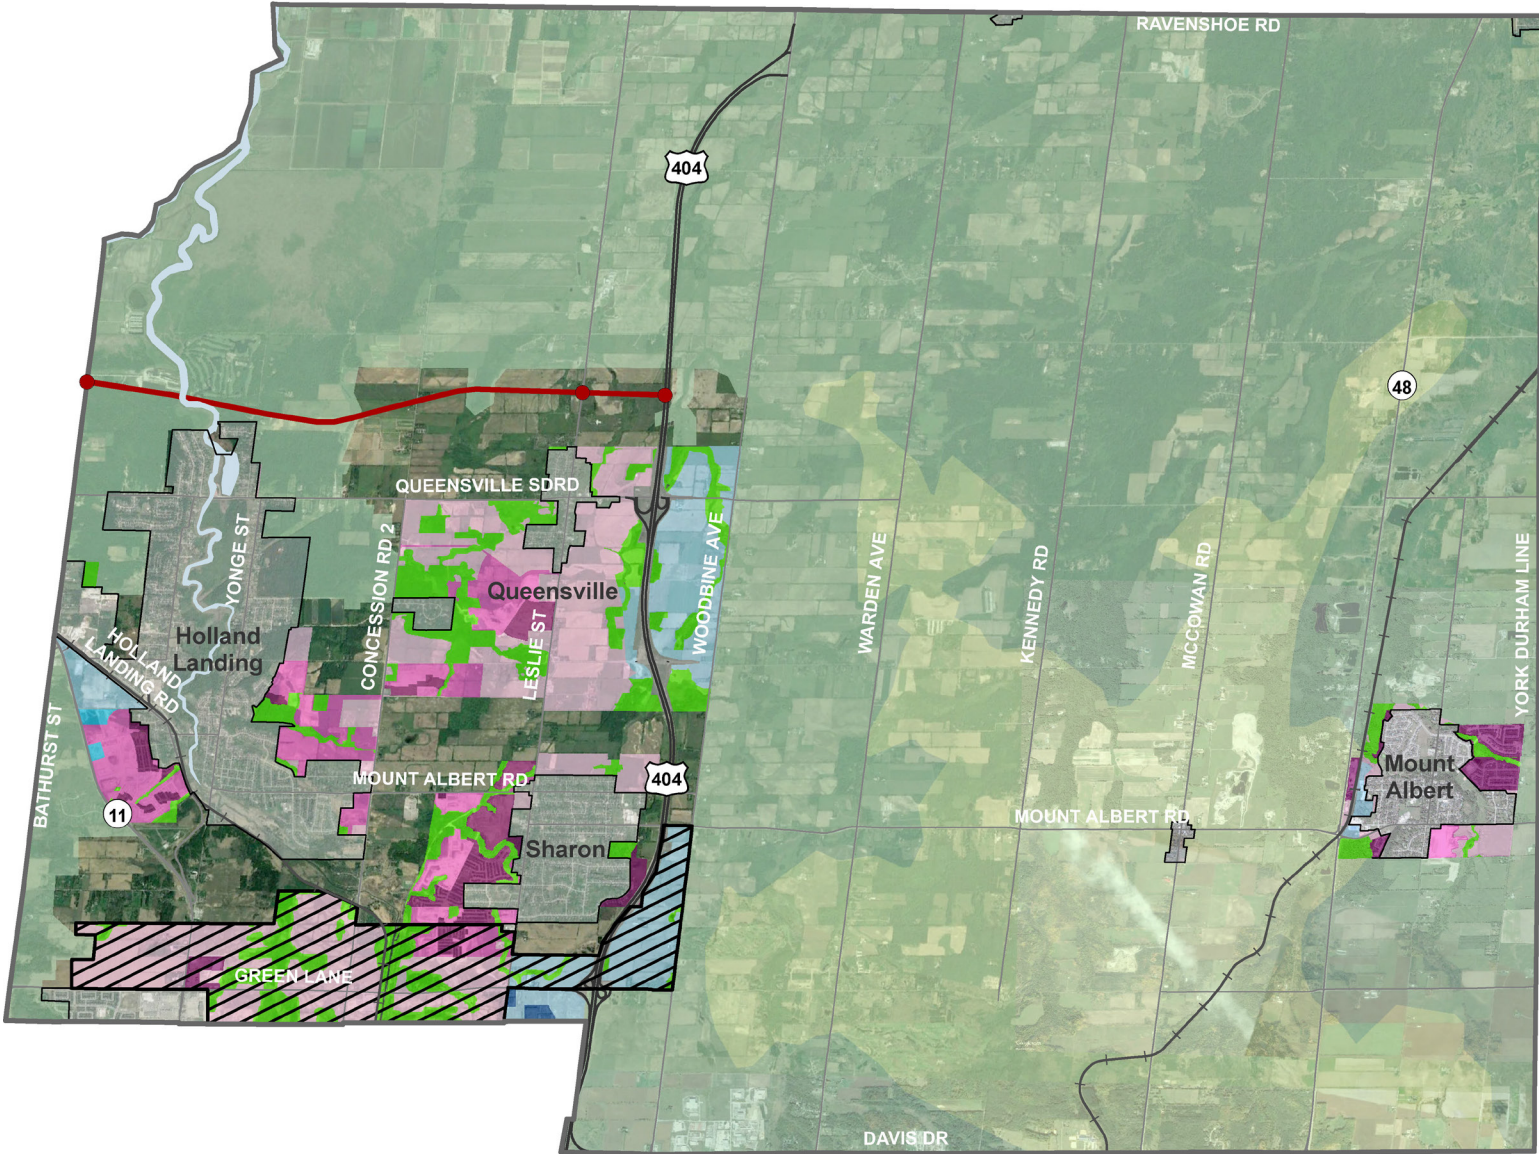 RAVENSHOE RD
404
48
QUEENSVILLE SDRD
YONGE ST
CONCESSION RD 2
Queensville
LESLIE ST
WOODBINE AVE
WARDEN AVE
KENNEDY RD
MCCOWAN RD
YORK DURHAM LINE
Holland
Landing
HOLLAND
LANDING RD
BATHURST ST
11
MOUNT ALBERT RD
404
Mount
Albert
MOUNT ALBERT RD
Sharon
GREEN LANE
DAVIS DR